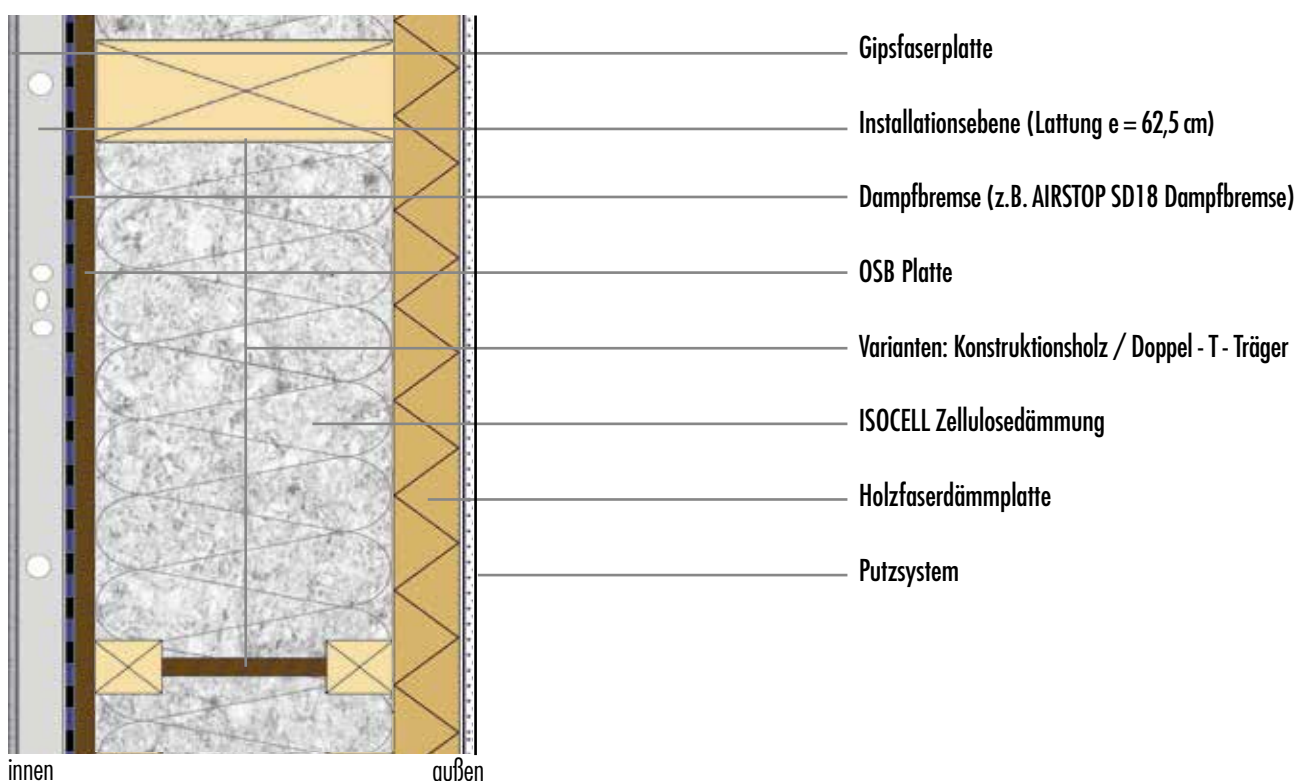 Gipsfaserplatte
Installationsebene (Lattung e = 62,5 cm)
Dampfbremse (z.B. AIRSTOP SD18 Dampfbremse)
OSB Platte
Varianten: Konstruktionsholz / Doppel - T - Träger
ISOCELL Zellulosedämmung
Holzfaserdämmplatte
Putzsystem
innen
außen